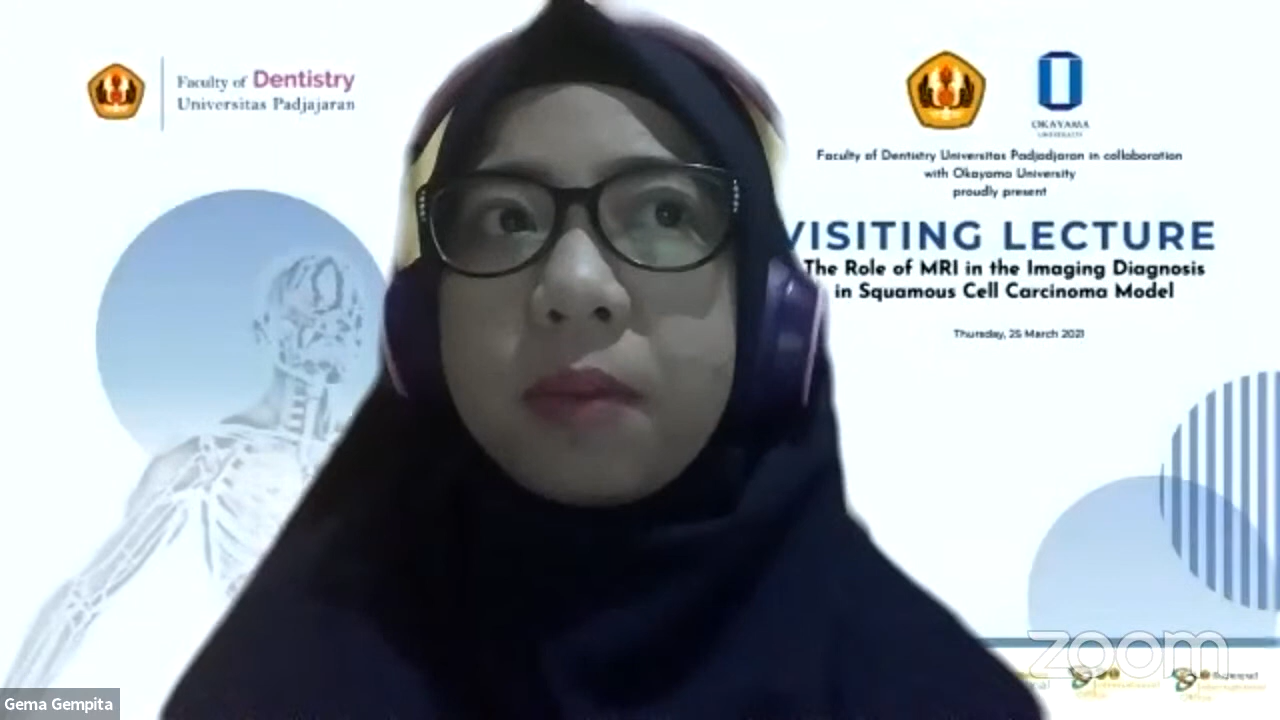 Faculty of Dentistry
Universitas Padjajaran
OKAYAMA
UNIVERSITY
Faculty of Dentistry Universitas Padjadjaran in collaboration
with Okayama University
proudly present
VISITING LECTURE
The Role of MRI in the Imaging Diagnosis
in Squamous Cell Carcinoma Model
Thursday, 25 March 2021
zoom
Gema Gempita